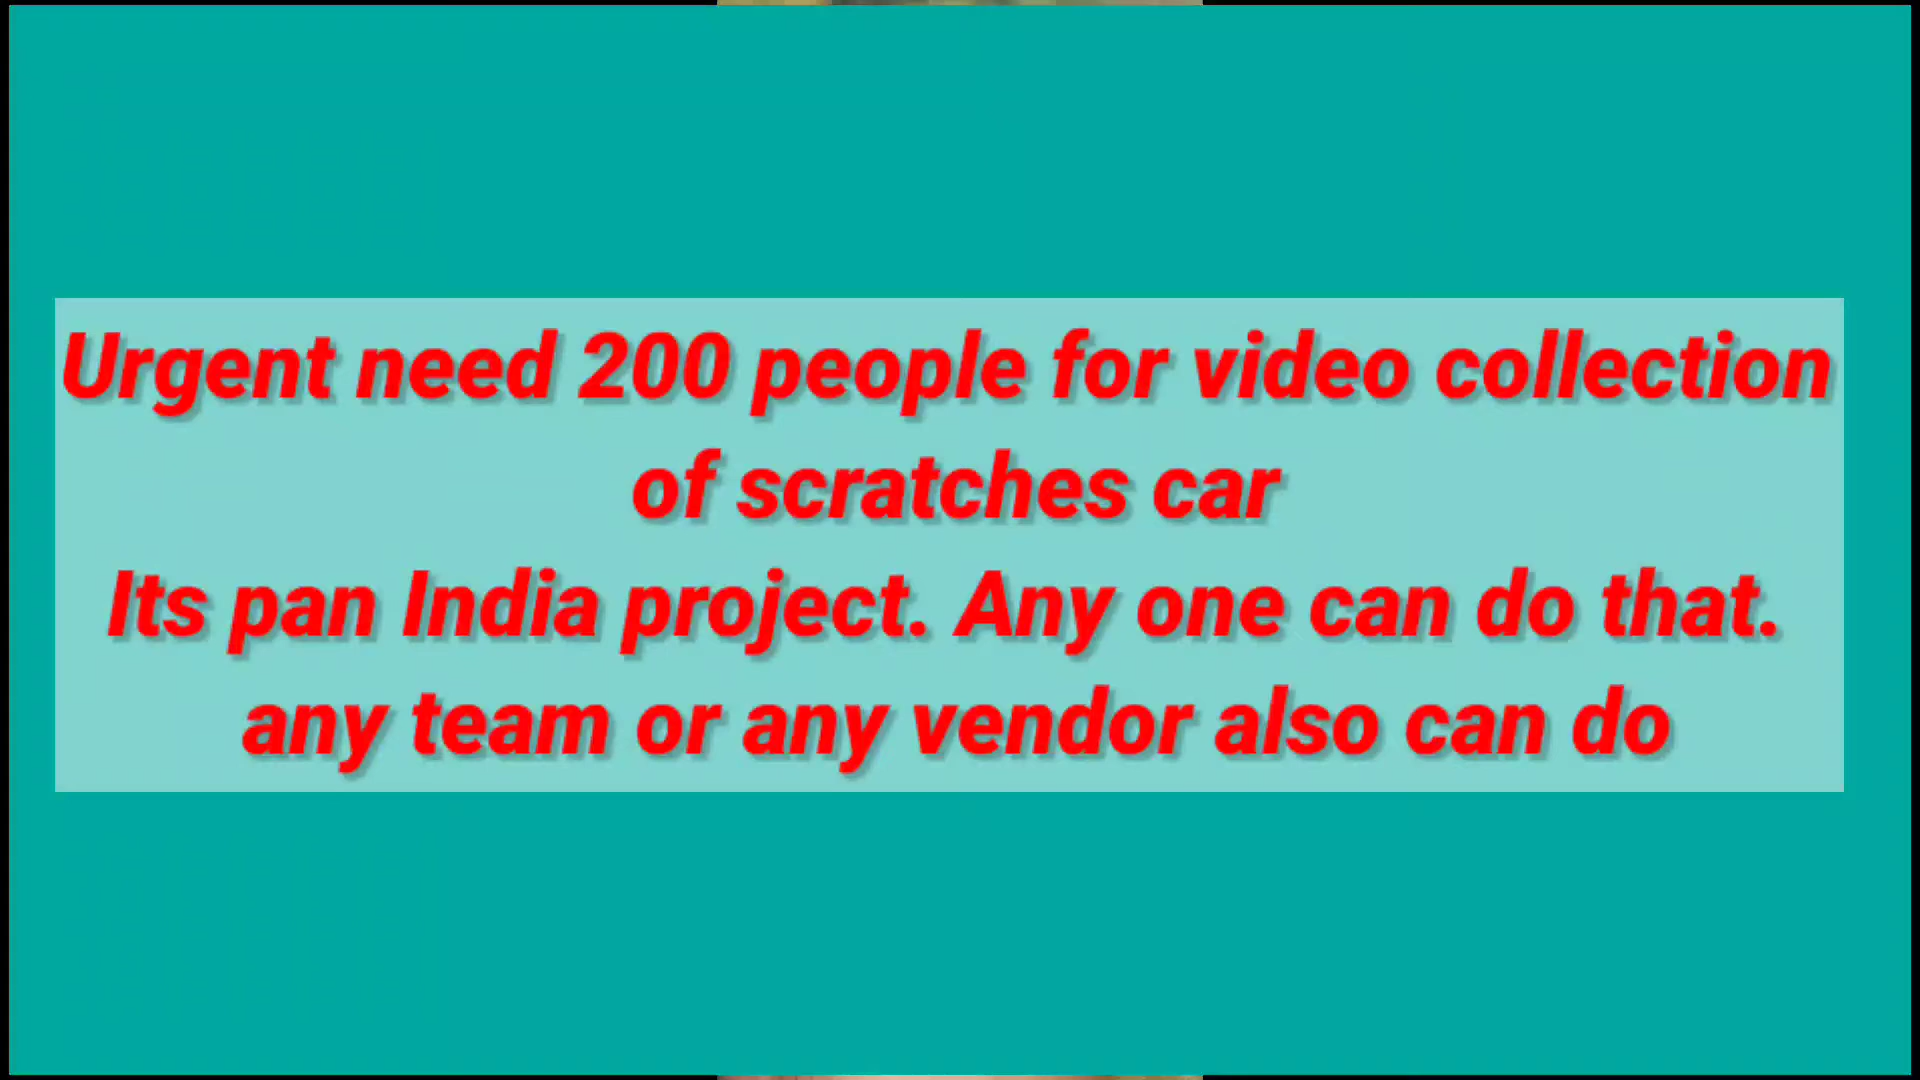 Urgent need 200 people for video collection
of scratches car
Its pan India project. Any one can do that.
any team or any vendor also can do